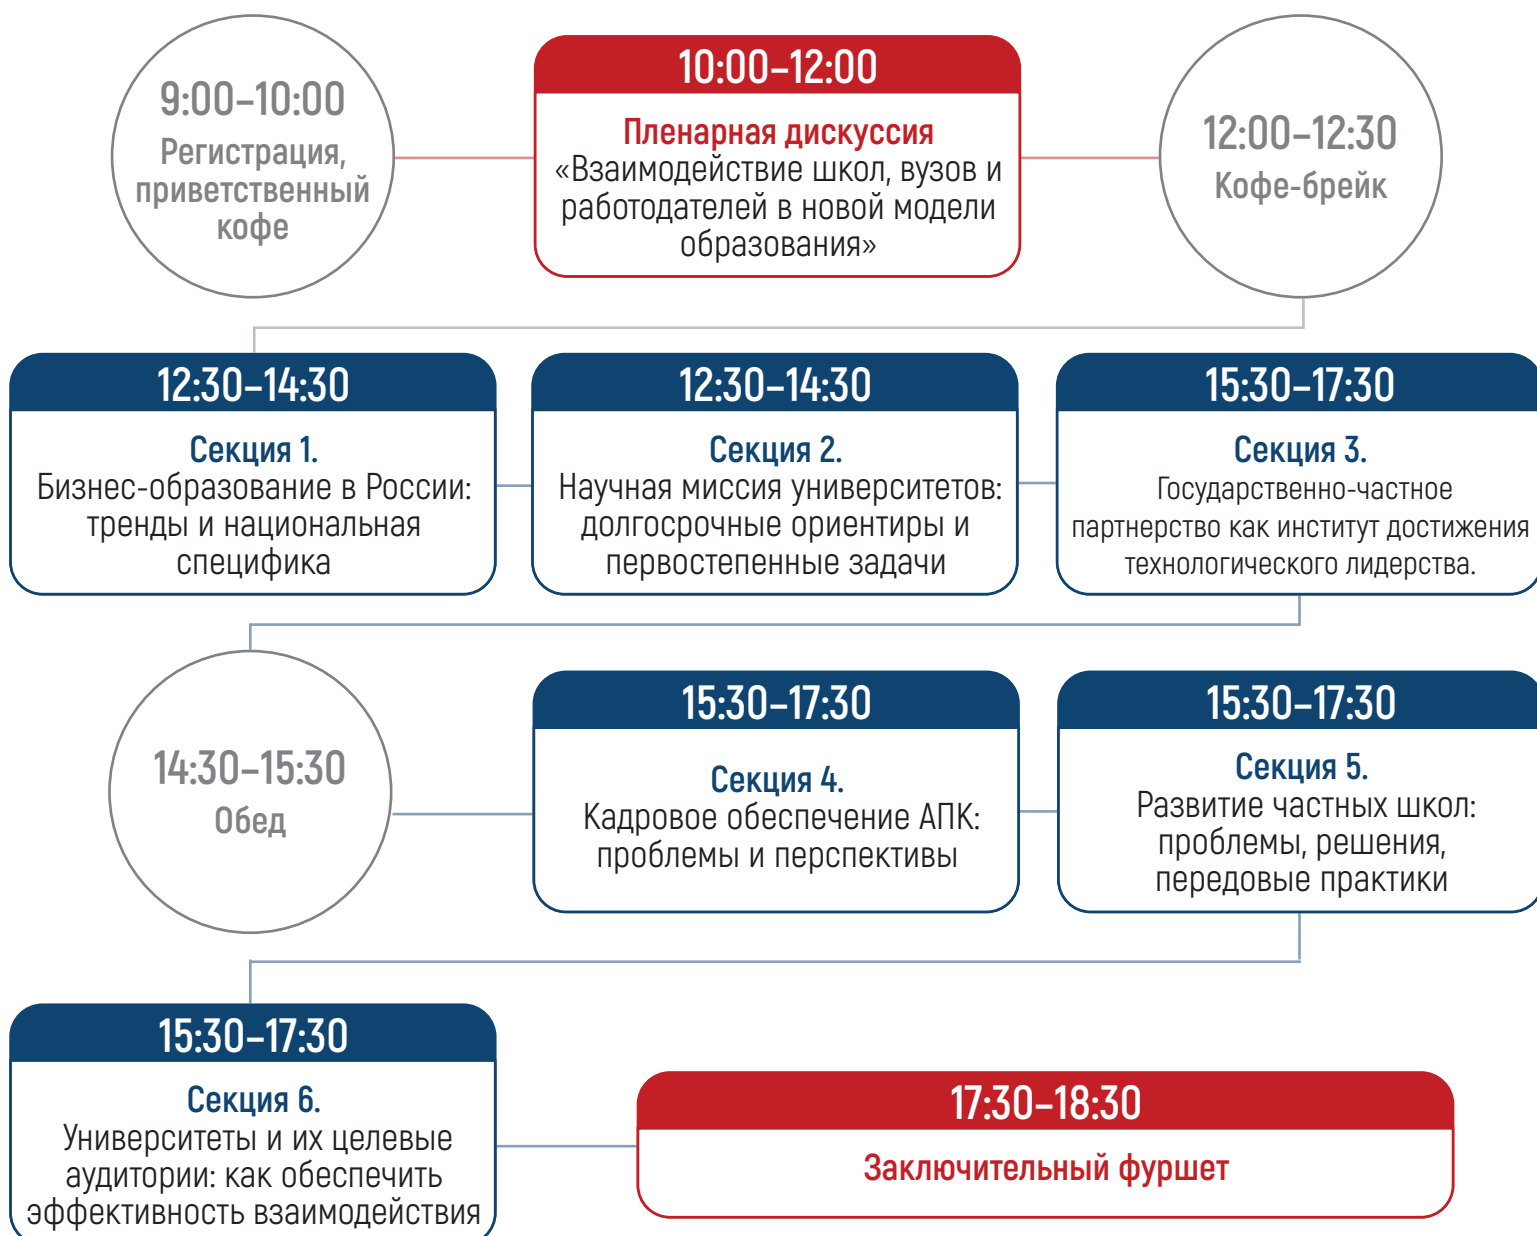 9:00–10:00
Регистрация,
приветственный
кофе
10:00–12:00
Пленарная дискуссия
«Взаимодействие школ, вузов и
работодателей в новой модели
образования»
12:00–12:30
Кофе-брейк
12:30–14:30
Секция 1.
Бизнес-образование в России:
тренды и национальная
специфика
12:30–14:30
Секция 2.
Научная миссия университетов:
долгосрочные ориентиры и
первостепенные задачи
15:30–17:30
Секция 3.
Государственно-частное
партнерство как институт достижения
технологического лидерства.
14:30–15:30
Обед
15:30–17:30
Секция 4.
Кадровое обеспечение АПК:
проблемы и перспективы
15:30–17:30
Секция 5.
Развитие частных школ:
проблемы, решения,
передовые практики
15:30–17:30
Секция 6.
Университеты и их целевые
аудитории: как обеспечить
эффективность взаимодействия
17:30–18:30
Заключительный фуршет